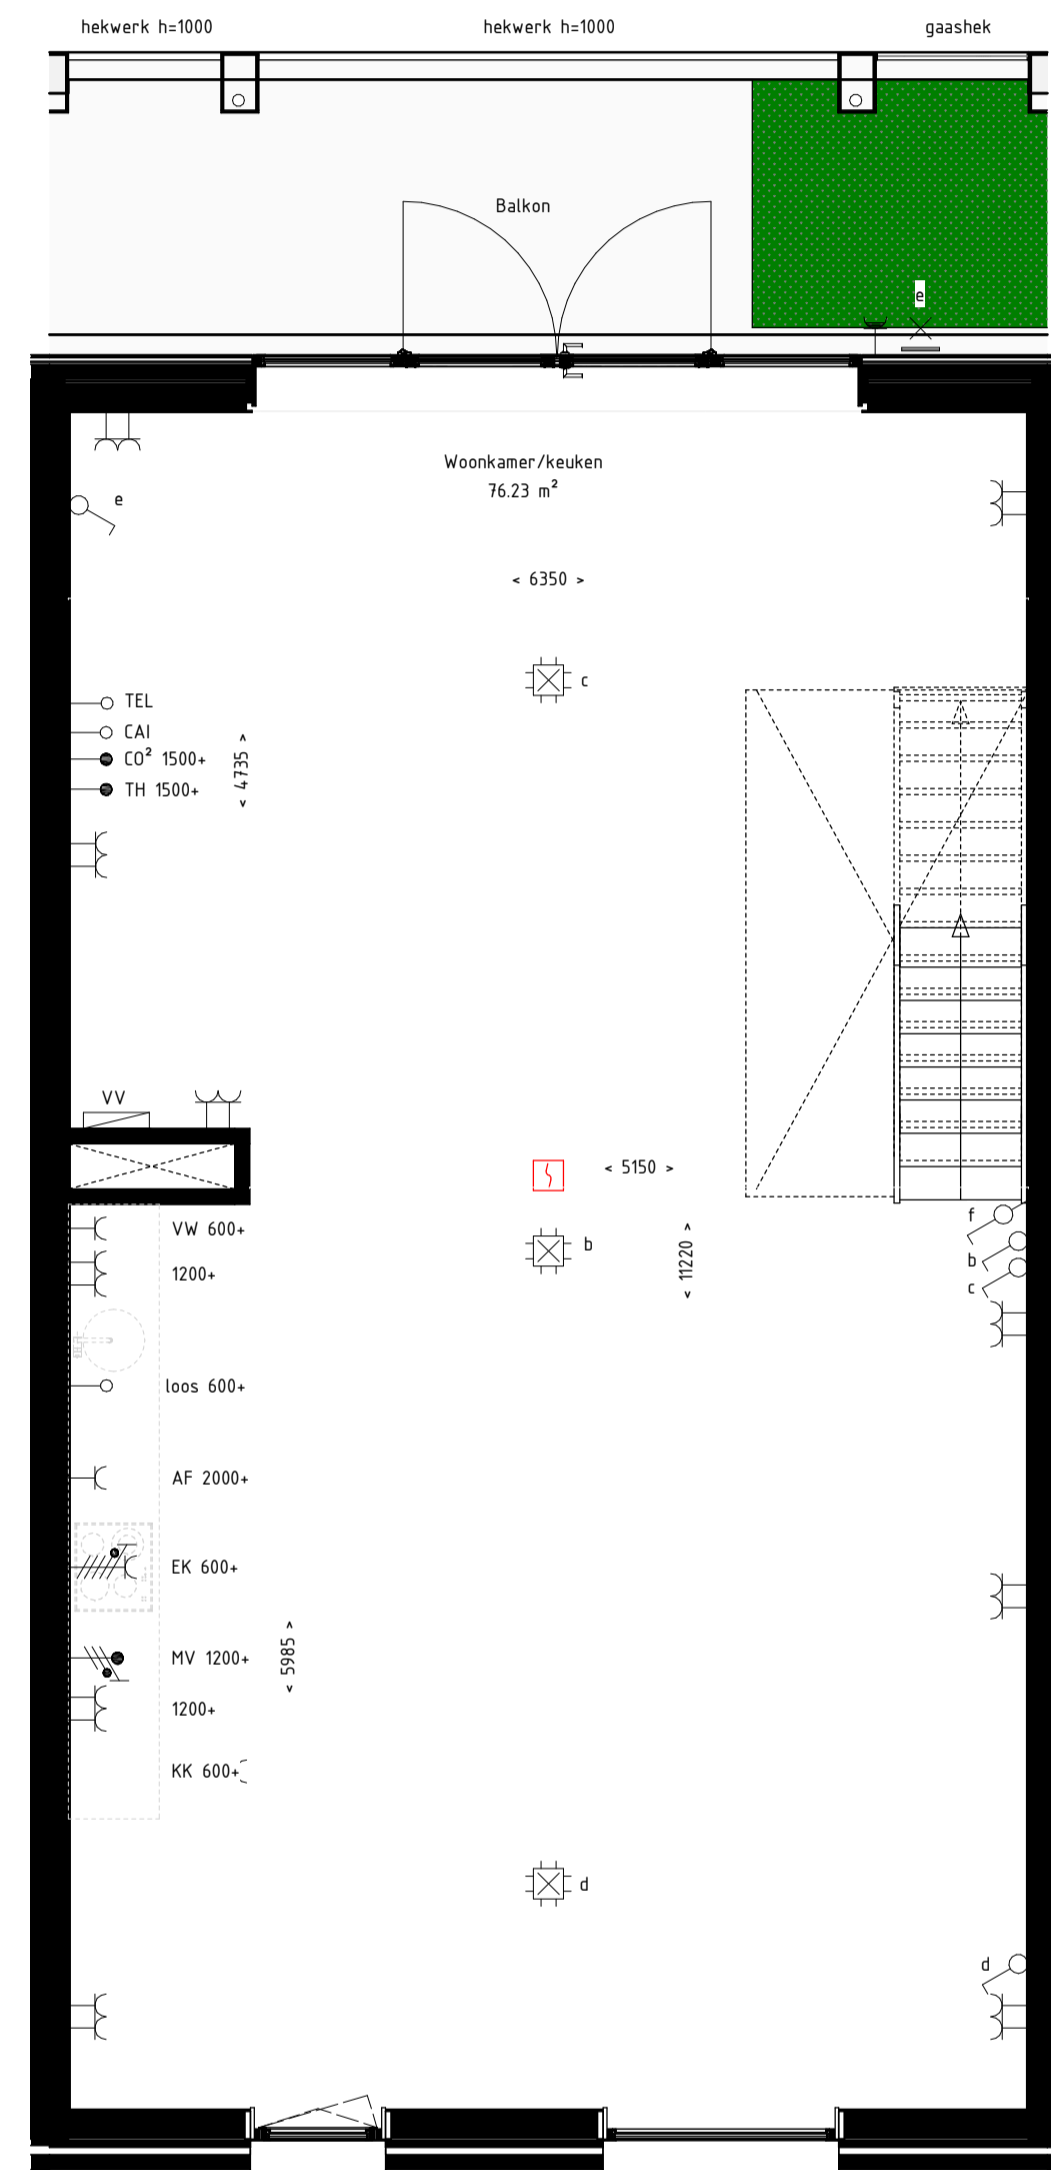 hekwerk h=1000
hekwerk h=1000
gaashek
Balkon
e
Woonkamer/keuken
76.23 m²
e
< 6350 >
c
TEL
CAI
CO² 1500+
TH 1500+
< 4735 >
VV
< 5150 >
VW 600+
f
b
b
1200+
c
< 11220 >
loos 600+
AF 2000+
EK 600+
MV 1200+
< 5985 >
1200+
KK 600+
d
d